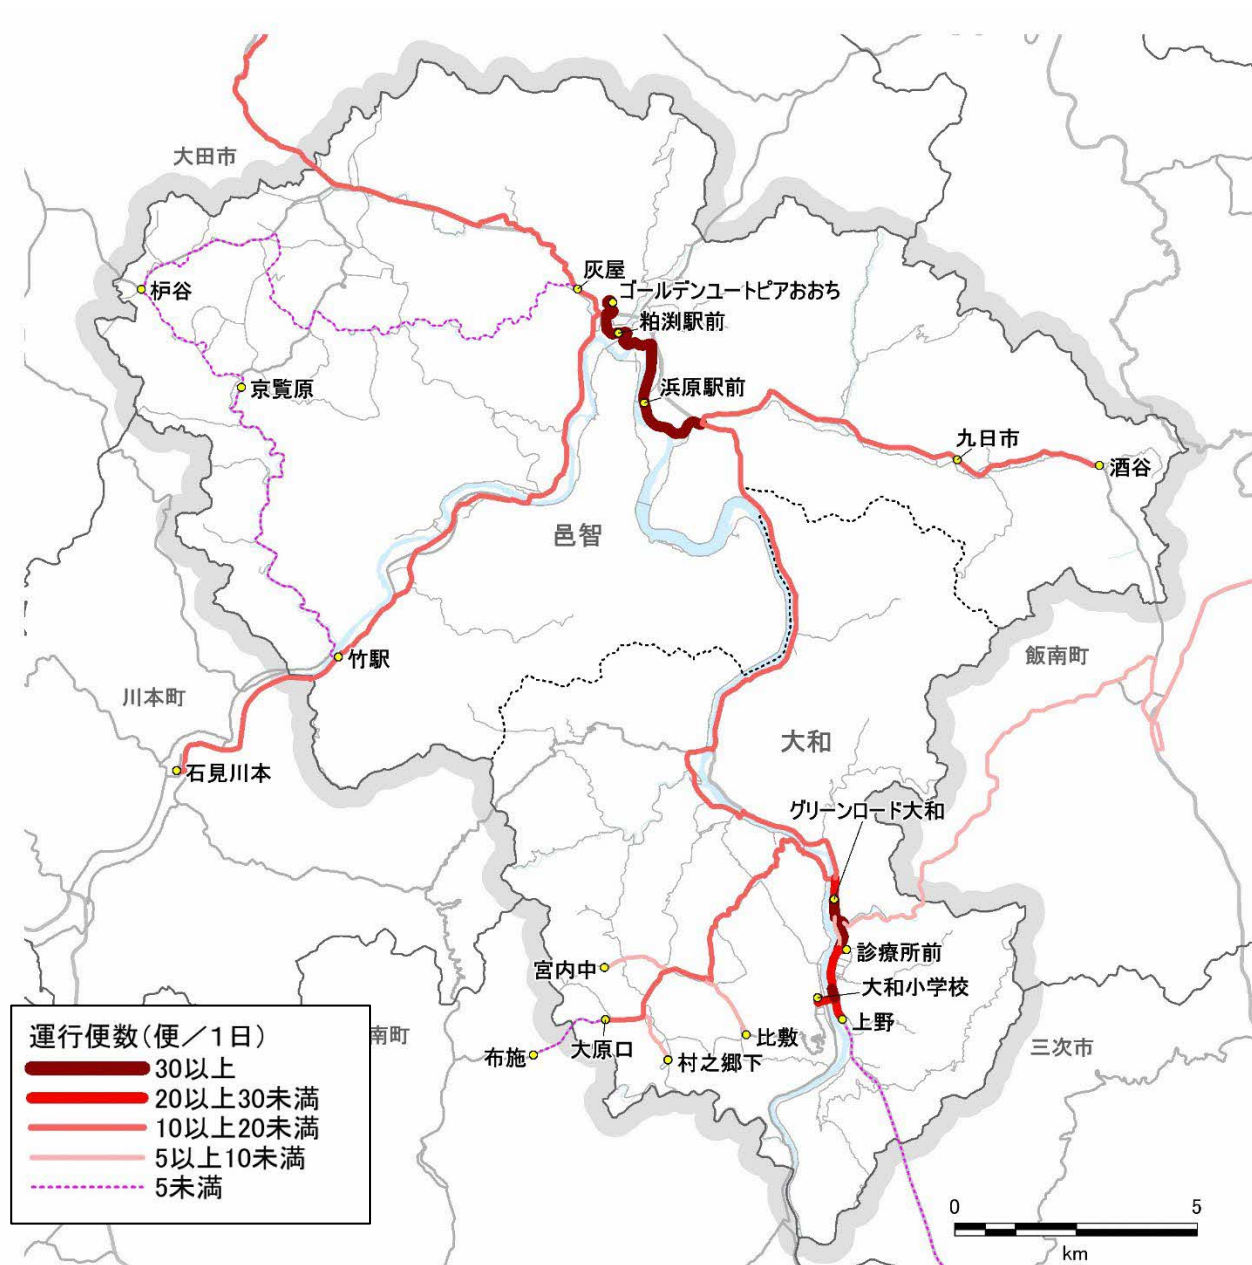 大田市
灰屋
枦谷
ゴールデンユートピアおおち
粕渕駅前
京覧原
浜原駅前
九日市
酒谷
邑智
竹駅
飯南町
川本町
大和
石見川本
グリーンロード大和
診療所前
宮内中
大和小学校
上野
比敷
大原口
南町
三次市
布施
村之郷下
運行便数(便/1日)
30以上
20以上30未満
10以上20未満
5以上10未満
5未満
0 5
km